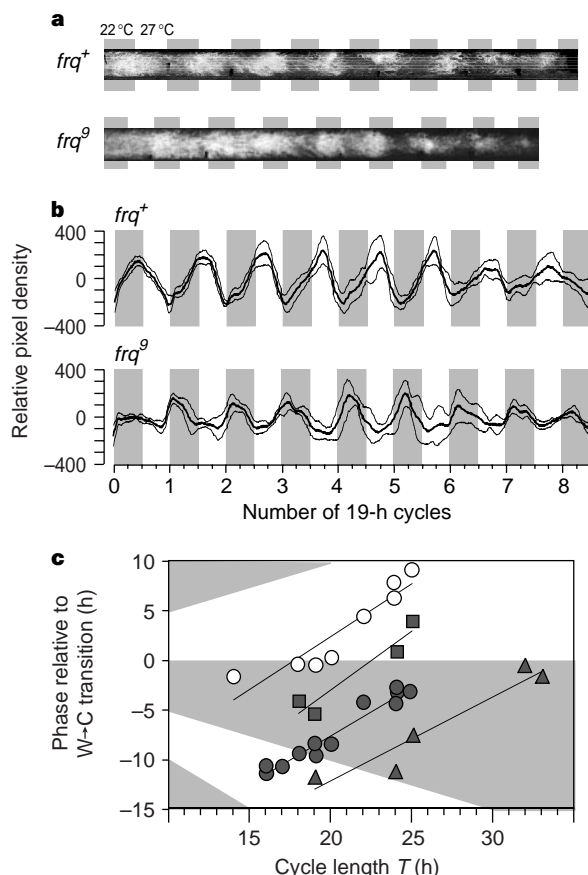 a
22 °C 27 °C
frq+
frq9
b
frq+
400
0
–400
frq9
400
0
–400
Relative pixel density
0 1 2 3 4 5 6 7 8
Number of 19-h cycles
c
10
5
0
–5
–10
–15
Phase relative to
W→C transition (h)
15 20 25 30
Cycle length T (h)